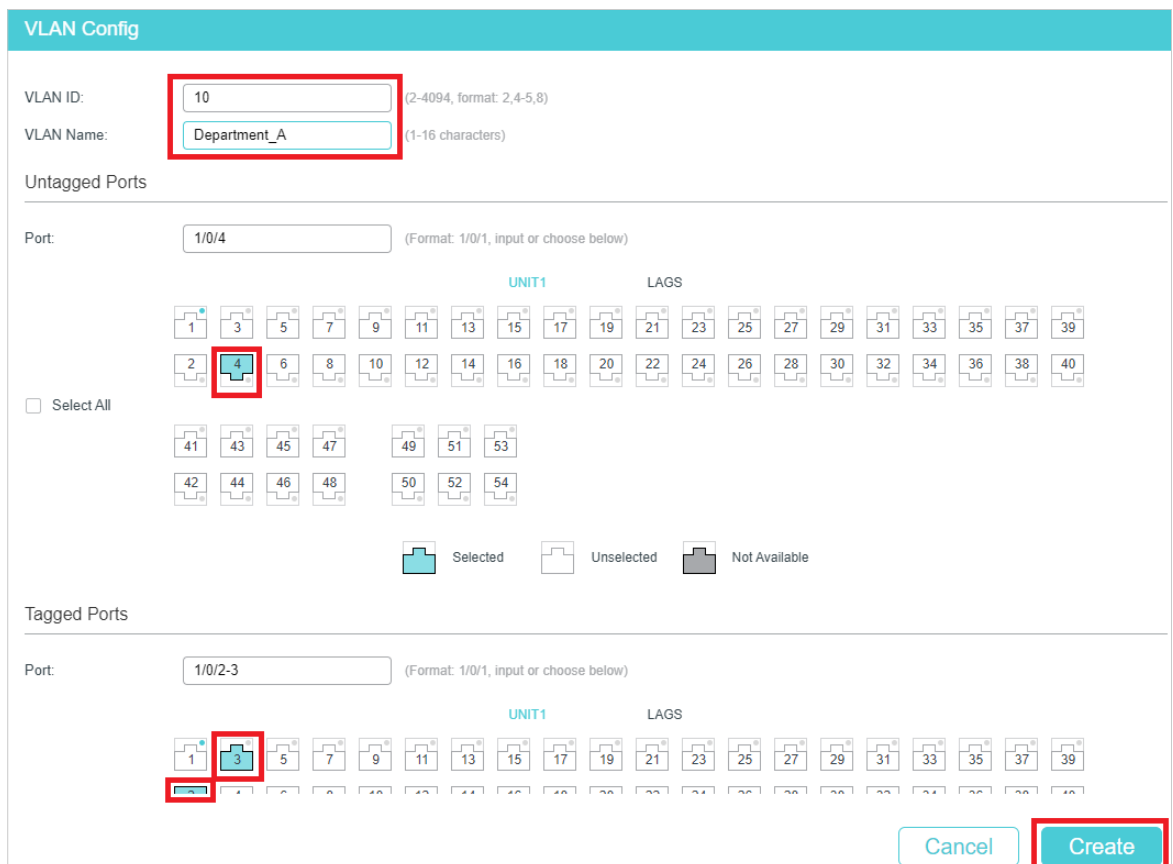 VLAN Config
VLAN ID: 10 (2-4094, format: 2,4-5,8)
VLAN Name: Department_A (1-16 characters)
Untagged Ports
Port: 1/0/4 (Format: 1/0/1, input or choose below)
UNIT1 LAGS
1 3 5 7 9 11 13 15 17 19 21 23 25 27 29 31 33 35 37 39
2 4 6 8 10 12 14 16 18 20 22 24 26 28 30 32 34 36 38 40
Select All
41 43 45 47 49 51 53
42 44 46 48 50 52 54
Selected Unselected Not Available
Tagged Ports
Port: 1/0/2-3 (Format: 1/0/1, input or choose below)
UNIT1 LAGS
1 3 5 7 9 11 13 15 17 19 21 23 25 27 29 31 33 35 37 39
Cancel Create